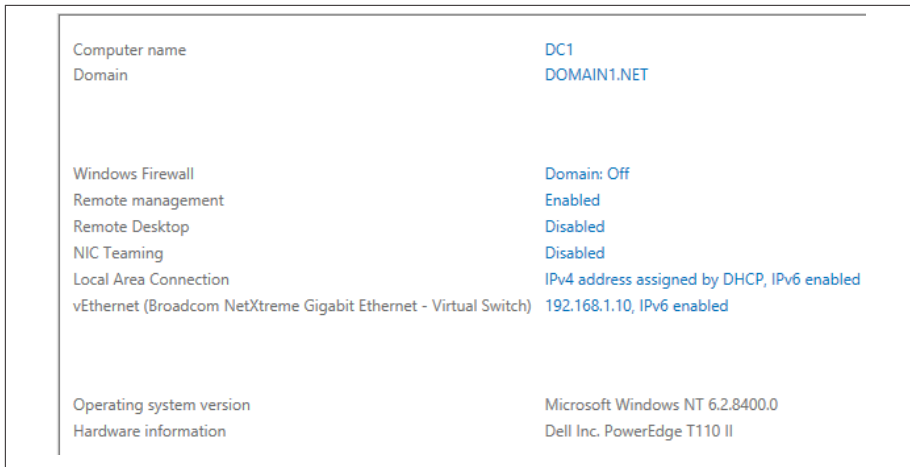 Computer name DC1
Domain DOMAIN1.NET
Windows Firewall Domain: Off
Remote management Enabled
Remote Desktop Disabled
NIC Teaming Disabled
Local Area Connection IPv4 address assigned by DHCP, IPv6 enabled
vEthernet (Broadcom NetXtreme Gigabit Ethernet - Virtual Switch) 192.168.1.10, IPv6 enabled
Operating system version Microsoft Windows NT 6.2.8400.0
Hardware information Dell Inc. PowerEdge T110 II